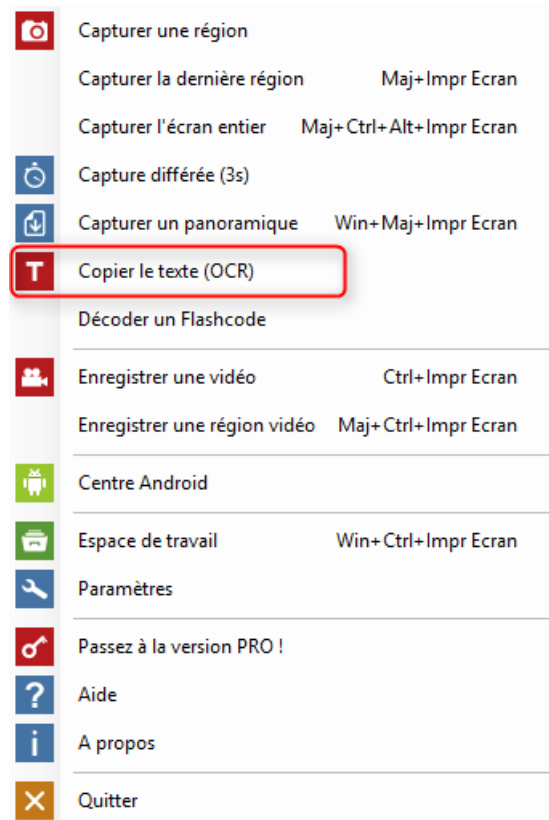 Capturer une région
Capturer la dernière région Maj+Impr Ecran
Capturer l'écran entier Maj+Ctrl+Alt+Impr Ecran
Capture différée (3s)
Capturer un panoramique Win+Maj+Impr Ecran
T Copier le texte (OCR)
Décoder un Flashcode
Enregistrer une vidéo Ctrl+Impr Ecran
Enregistrer une région vidéo Maj+Ctrl+Impr Ecran
Centre Android
Espace de travail Win+Ctrl+Impr Ecran
Paramètres
Passez à la version PRO !
? Aide
i A propos
Quitter